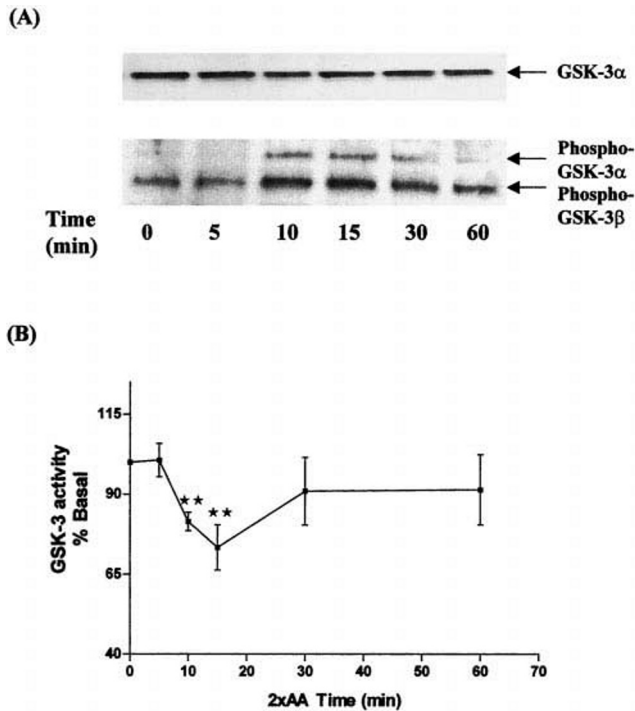 (A)
GSK-3α
Phospho-
GSK-3α
Phospho-
GSK-3β
Time
(min)
0 5 10 15 30 60
(B)
115
90
65
40
GSK-3 activity
% Basal
★★ ★★
0 10 20 30 40 50 60 70
2xAA Time (min)